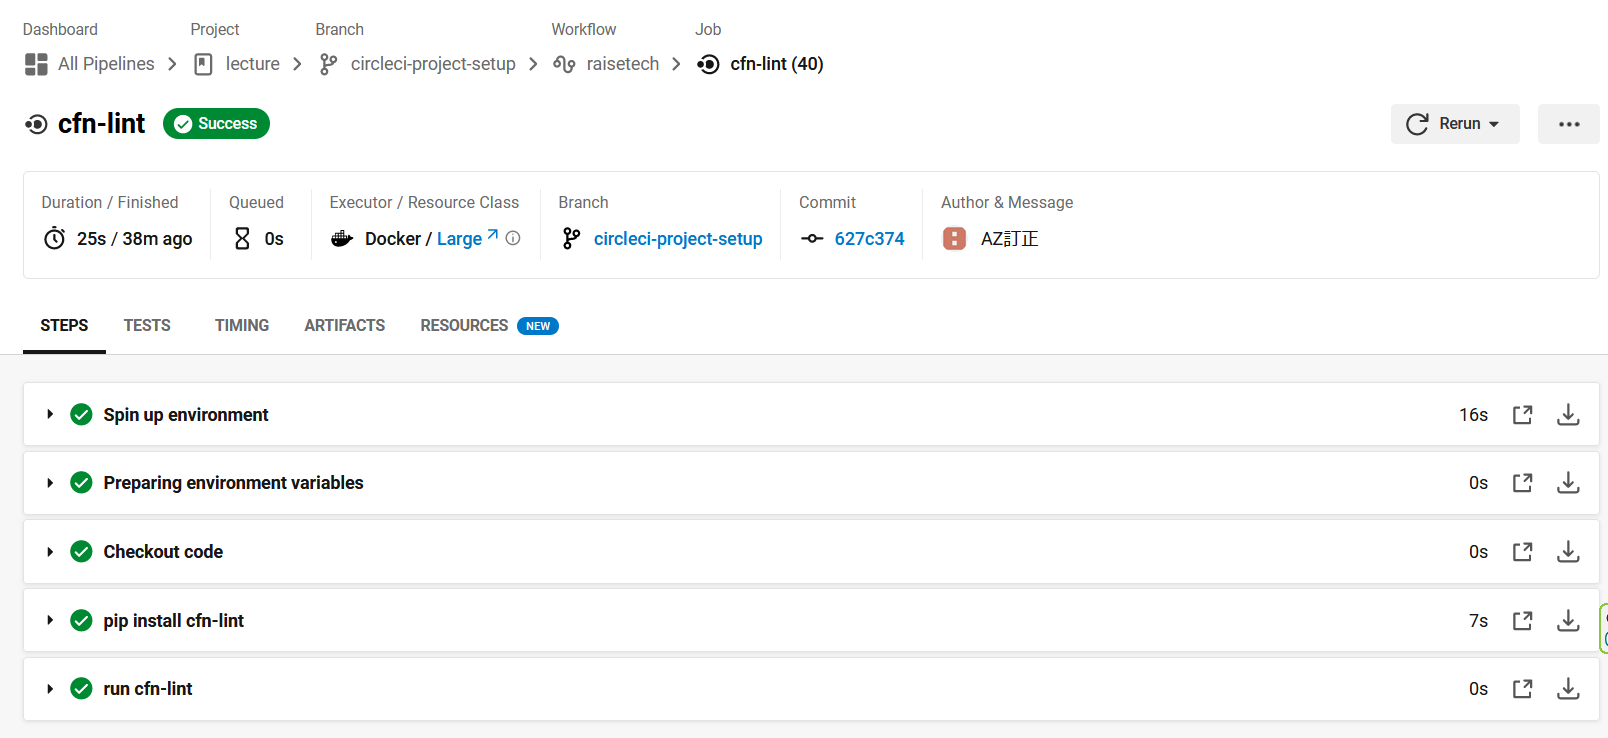 Dashboard Project Branch Workflow Job
All Pipelines lecture circleci-project-setup raisetech cfn-lint (40)
cfn-lint Success Rerun
Duration / Finished Queued Executor / Resource Class Branch Commit Author & Message
25s / 38m ago 0s Docker / Large circleci-project-setup 627c374 AZ訂正
STEPS TESTS TIMING ARTIFACTS RESOURCES NEW
Spin up environment 16s
Preparing environment variables 0s
Checkout code 0s
pip install cfn-lint 7s
run cfn-lint 0s